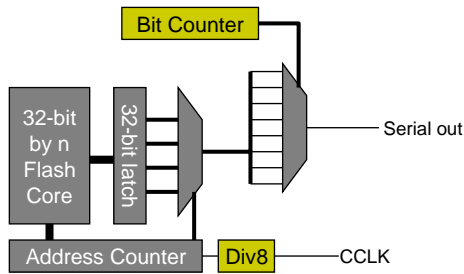 Bit Counter
32-bit
by n
Flash
Core
32-bit latch
Serial out
Address Counter
Div8
CCLK